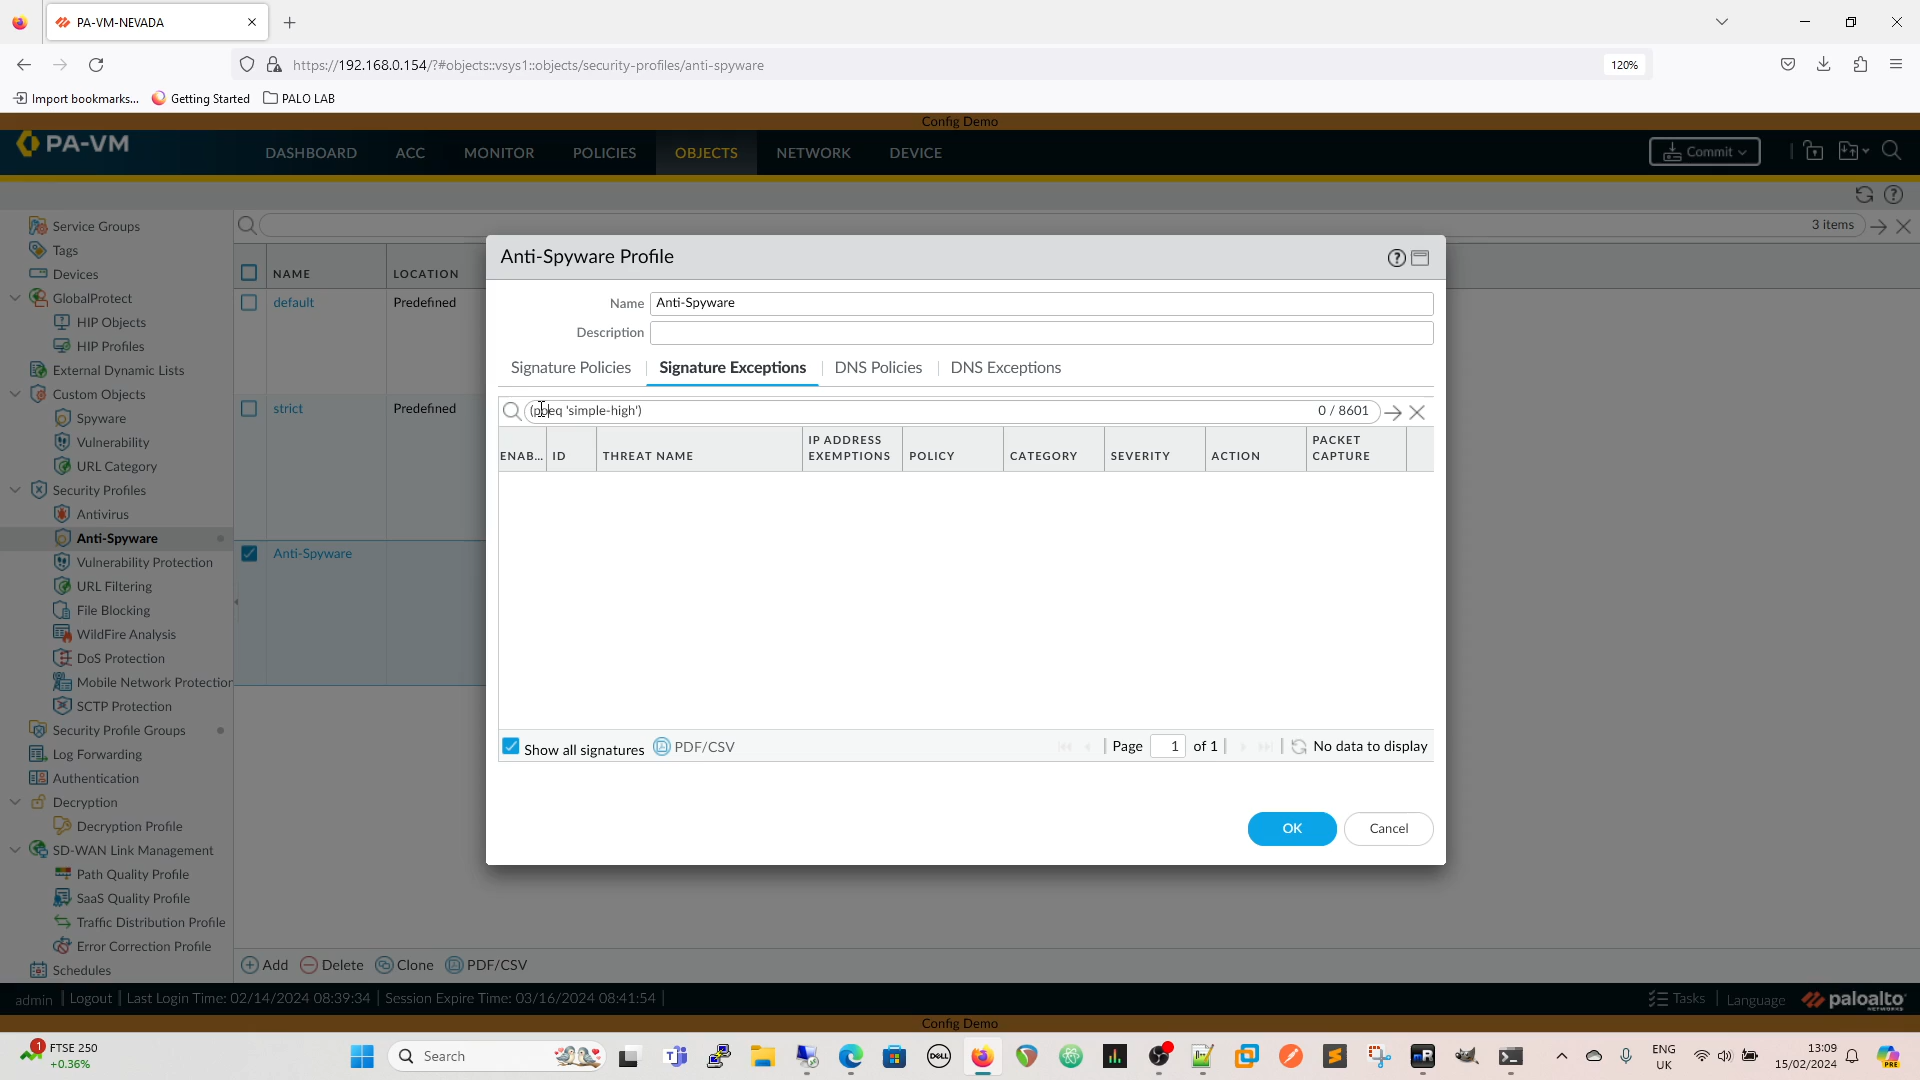 PA-VM-NEVADA
https://192.168.0.154/?#objects::vsys1::objects/security-profiles/anti-spyware
120%
Import bookmarks...
Getting Started
PALO LAB
Config Demo
PA-VM
DASHBOARD
ACC
MONITOR
POLICIES
OBJECTS
NETWORK
DEVICE
Commit
Service Groups
Tags
Devices
GlobalProtect
HIP Objects
HIP Profiles
External Dynamic Lists
Custom Objects
Spyware
Vulnerability
URL Category
Security Profiles
Antivirus
Anti-Spyware
Vulnerability Protection
URL Filtering
File Blocking
WildFire Analysis
DoS Protection
Mobile Network Protection
SCTP Protection
Security Profile Groups
Log Forwarding
Authentication
Decryption
Decryption Profile
SD-WAN Link Management
Path Quality Profile
SaaS Quality Profile
Traffic Distribution Profile
Error Correction Profile
Schedules
3 items
NAME
LOCATION
default
Predefined
strict
Predefined
Anti-Spyware
Anti-Spyware Profile
Name
Anti-Spyware
Description
Signature Policies
Signature Exceptions
DNS Policies
DNS Exceptions
eq 'simple-high')
0 / 8601
ENAB...
ID
THREAT NAME
IP ADDRESS
EXEMPTIONS
POLICY
CATEGORY
SEVERITY
ACTION
PACKET
CAPTURE
Show all signatures
PDF/CSV
Page
1
of 1
No data to display
OK
Cancel
Add
Delete
Clone
PDF/CSV
admin
Logout
Last Login Time: 02/14/2024 08:39:34
Session Expire Time: 03/16/2024 08:41:54
Tasks
Language
paloalto
NETWORKS
Config Demo
1
FTSE 250
+0.36%
Search
DELL
ENG
UK
13:09
15/02/2024
PRE